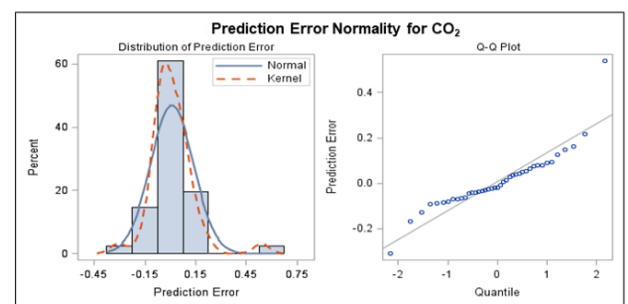 Prediction Error Normality for CO₂
Distribution of Prediction Error
Normal
Kernel
60
40
20
0
Percent
-0.45 -0.15 0.15 0.45 0.75
Prediction Error
Q-Q Plot
0.4
0.2
0.0
-0.2
Prediction Error
-2 -1 0 1 2
Quantile